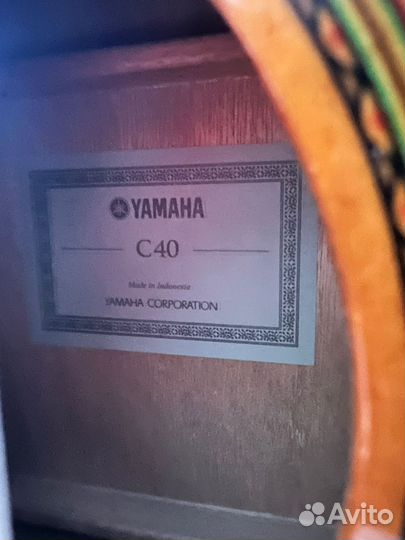 YAMAHA
C40
Made in Indonesia
YAMAHA CORPORATION
Avito